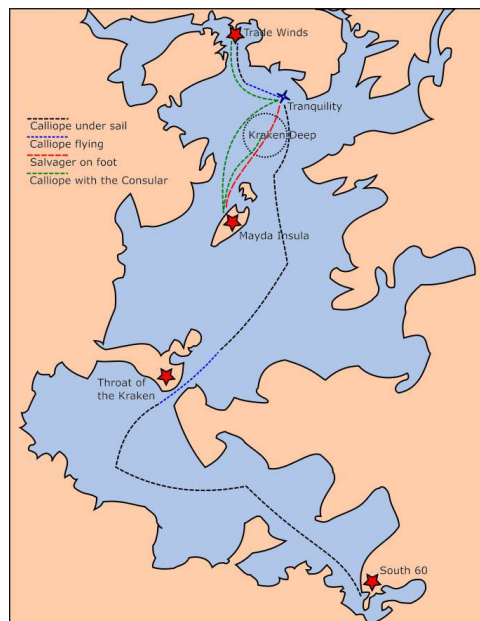 Trade Winds
Tranquility
Calliope under sail
Kraken Deep
Calliope flying
Salvager on foot
Calliope with the Consular
Mayda Insula
Throat of
the Kraken
South 60